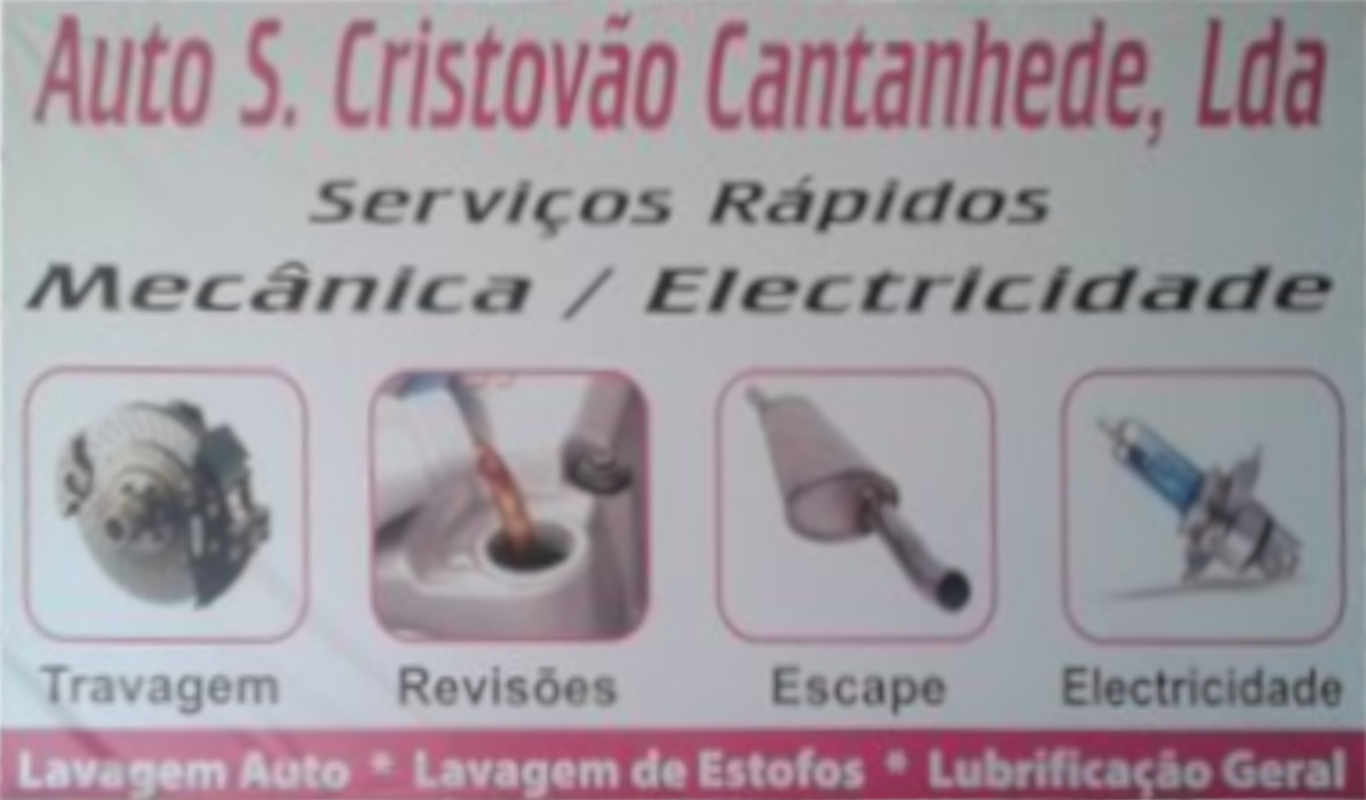 Auto S. Cristovão Cantanhede, Lda
Serviços Rápidos
Mecânica / Electricidade
Travagem
Revisões
Escape
Electricidade
Lavagem Auto * Lavagem de Estofos * Lubrificação Geral